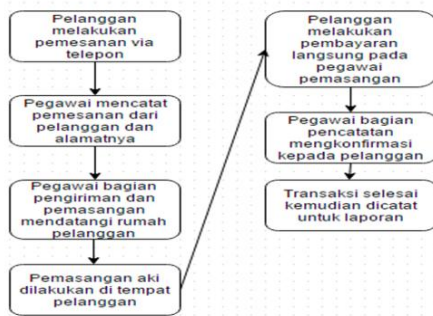 Pelanggan
melakukan
pemesanan via
telepon
Pegawai mencatat
pemesanan dari
pelanggan dan
alamatnya
Pegawai bagian
pengiriman dan
pemasangan
mendatangi rumah
pelanggan
Pemasangan aki
dilakukan di tempat
pelanggan
Pelanggan
melakukan
pembayaran
langsung pada
pegawai
pemasangan
Pegawai bagian
pencatatan
mengkonfirmasi
kepada pelanggan
Transaksi selesai
kemudian dicatat
untuk laporan